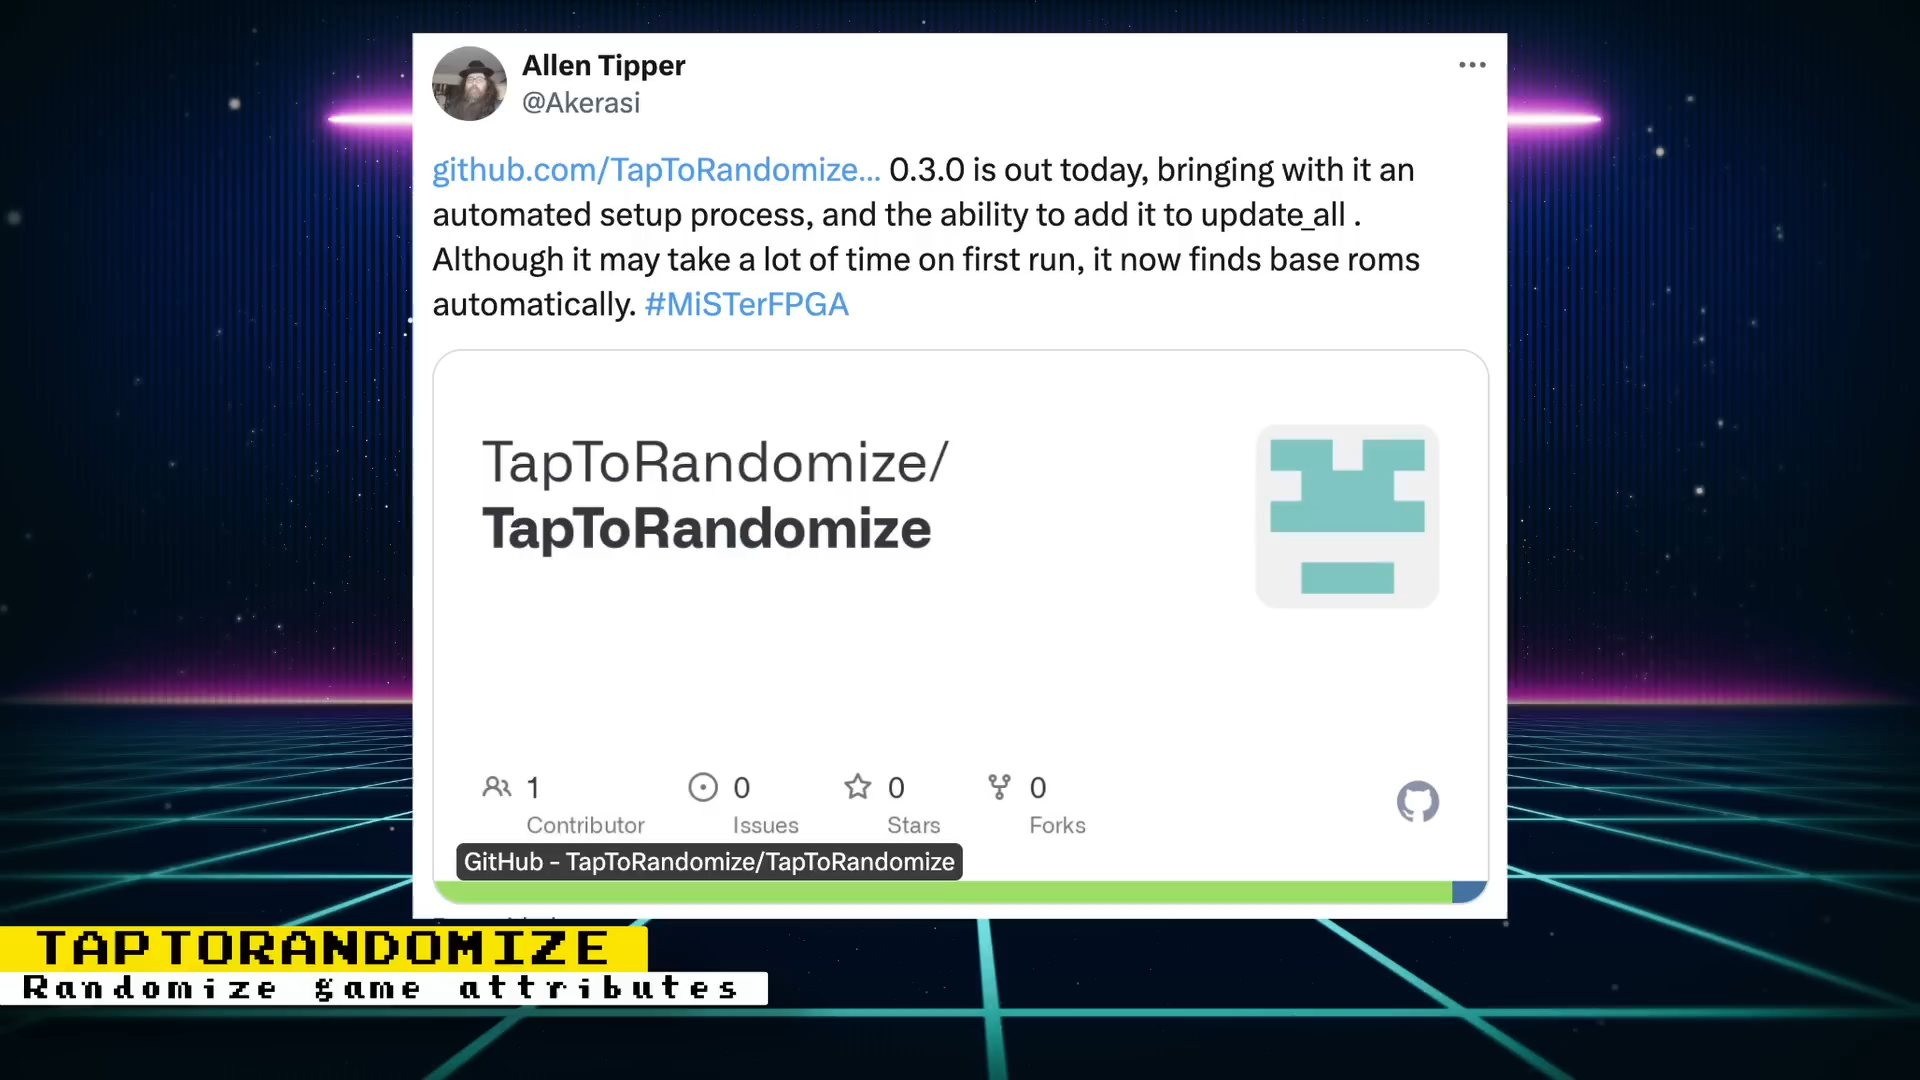 Allen Tipper
@Akerasi
github.com/TapToRandomize... 0.3.0 is out today, bringing with it an
automated setup process, and the ability to add it to update_all .
Although it may take a lot of time on first run, it now finds base roms
automatically. #MiSTerFPGA
TapToRandomize/
TapToRandomize
1 0 0 0
Contributor Issues Stars Forks
GitHub - TapToRandomize/TapToRandomize
TAPTORANDOMIZE
Randomize game attributes